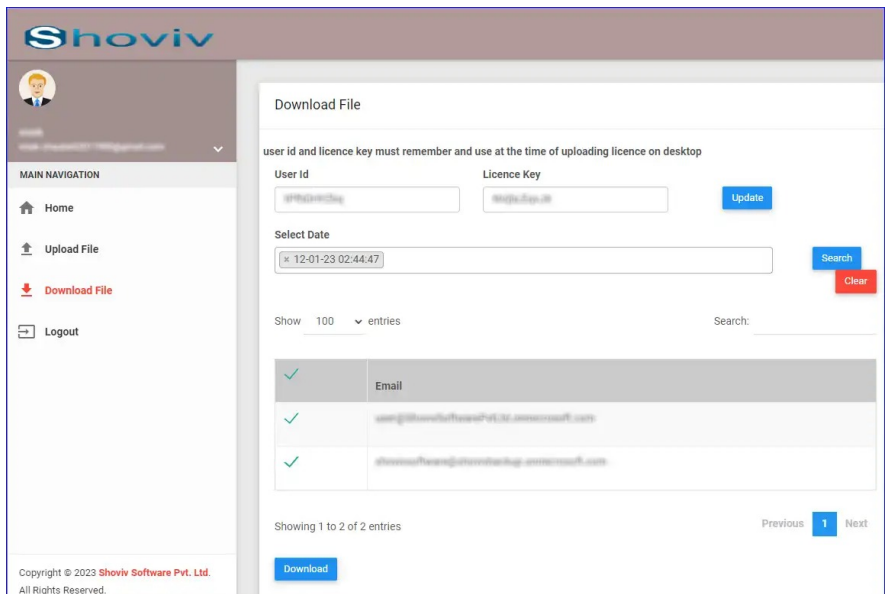 Shoviv
MAIN NAVIGATION
Home
Upload File
Download File
Logout
Copyright © 2023 Shoviv Software Pvt. Ltd.
All Rights Reserved.
Download File
user id and licence key must remember and use at the time of uploading licence on desktop
User Id Licence Key
Update
Select Date
× 12-01-23 02:44:47
Search
Clear
Show 100 entries Search:
Email
Showing 1 to 2 of 2 entries Previous 1 Next
Download